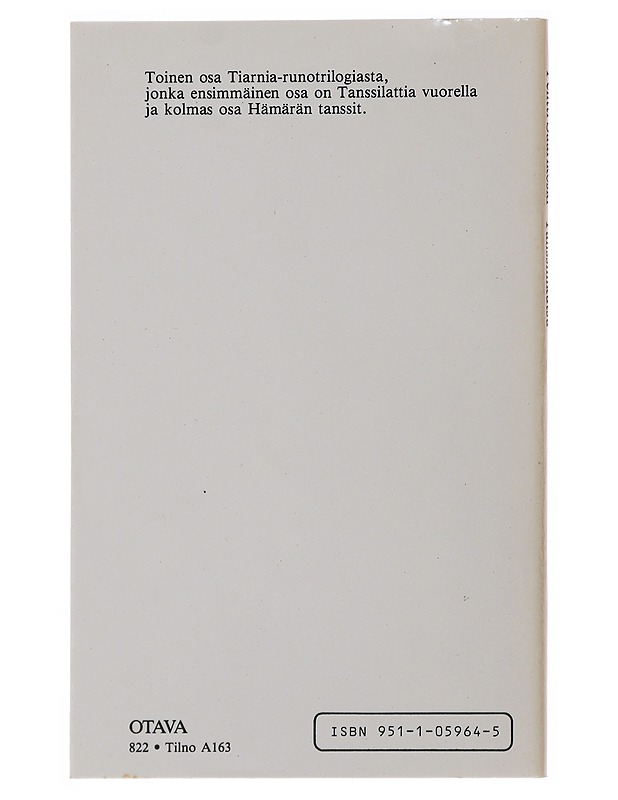 Toinen osa Tiarnia-runotrilogiasta,
jonka ensimmäinen osa on Tanssilattia vuorella
ja kolmas osa Hämärän tanssit.
OTAVA
822 • Tilno A163
ISBN 951-1-05964-5